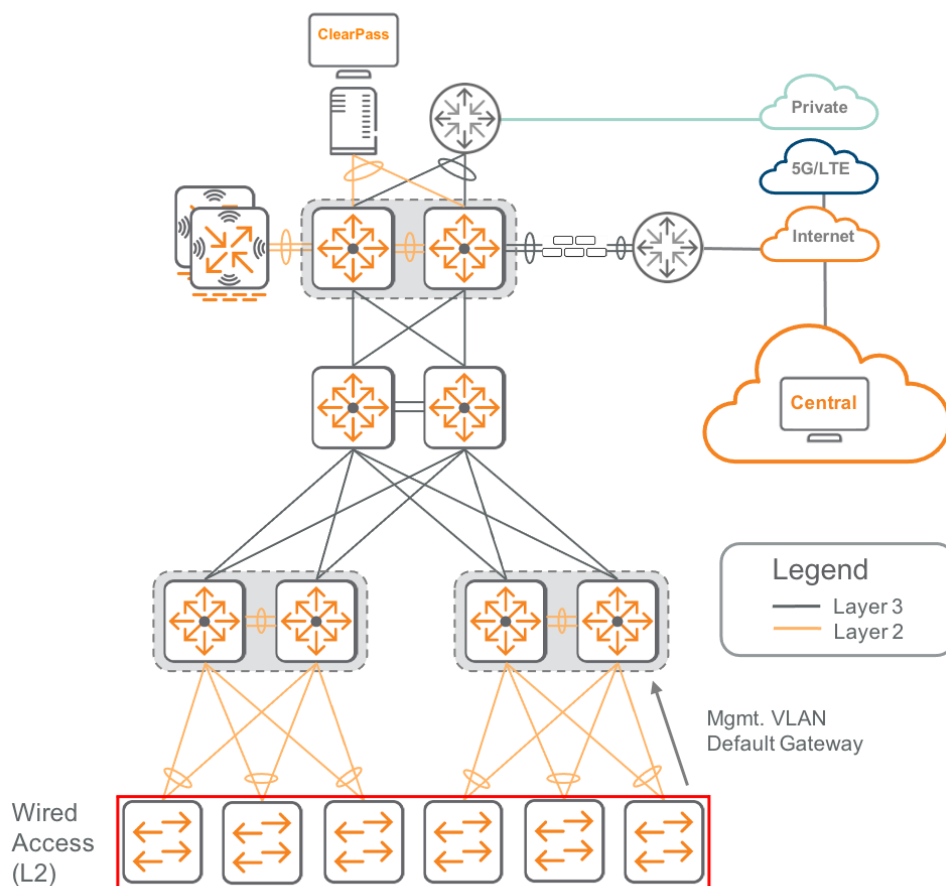 ClearPass
Private
5G/LTE
Internet
Central
Legend
Layer 3
Layer 2
Mgmt. VLAN
Default Gateway
Wired
Access
(L2)